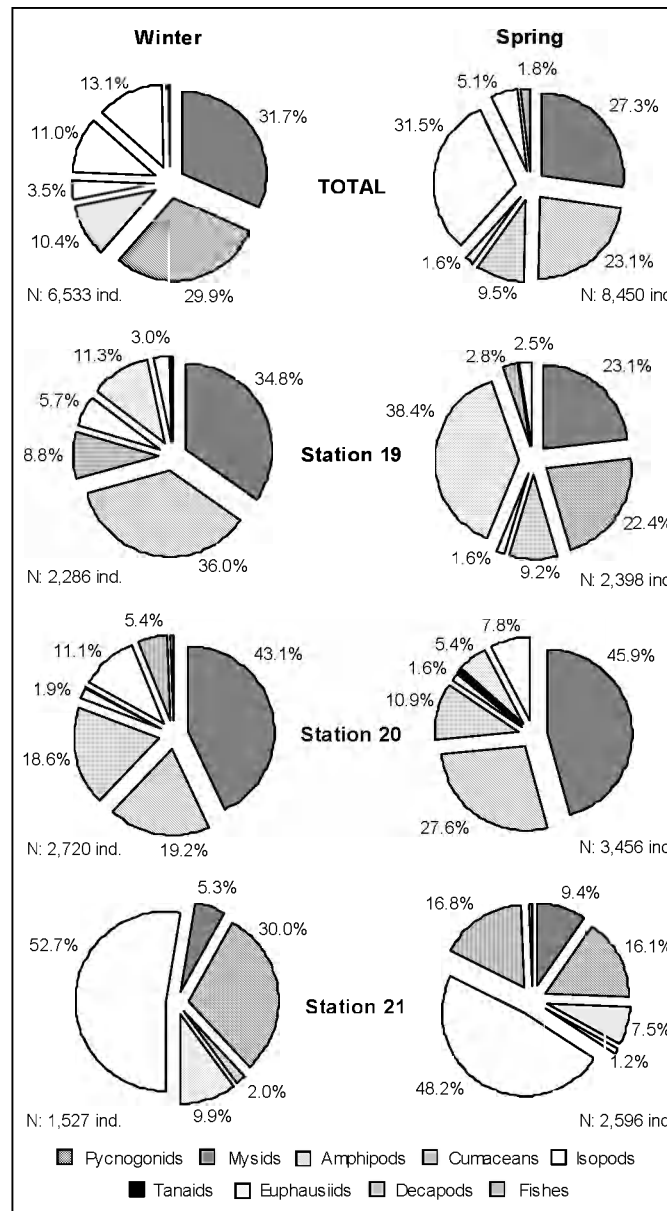 Winter Spring
13.1% 31.7% 5.1% 1.8% 27.3%
11.0% 31.5%
3.5% TOTAL
10.4% 1.6% 23.1%
N: 6,533 ind. 29.9% 9.5% N: 8,450 ind
3.0% 2.5%
11.3% 34.8% 2.8% 23.1%
5.7% 38.4%
8.8% Station 19
22.4%
36.0% 1.6% 9.2%
N: 2,286 ind. N: 2,398 ind
5.4% 7.8%
11.1% 43.1% 5.4% 45.9%
1.9% 1.6%
10.9%
18.6% Station 20
27.6%
N: 2,720 ind. 19.2% N: 3,456 ind
5.3% 9.4%
52.7% 30.0% 16.8% 16.1%
Station 21
7.5%
2.0% 1.2%
9.9% 48.2%
N: 1,527 ind. N: 2,596 ind
Pycnogonids Mysids Amphipods Cumaceans Isopods
Tanaids Euphausiids Decapods Fishes